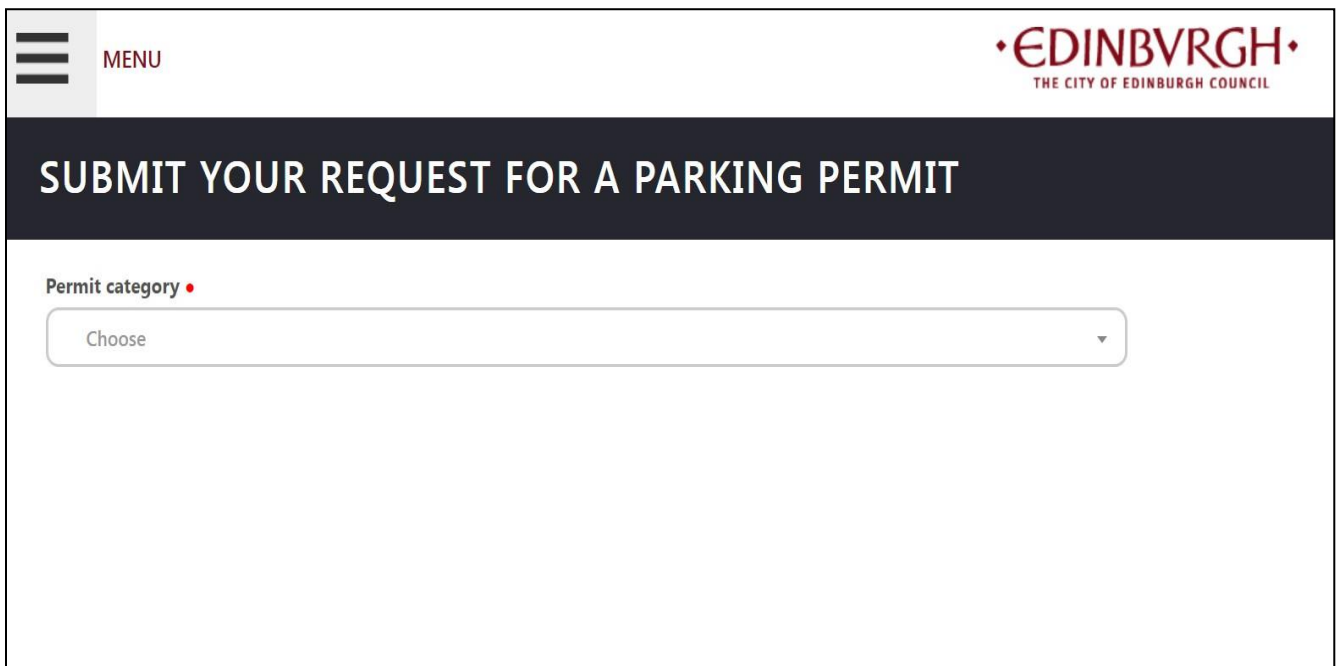 MENU
•EDINBVRGH•
THE CITY OF EDINBURGH COUNCIL
SUBMIT YOUR REQUEST FOR A PARKING PERMIT
Permit category •
Choose